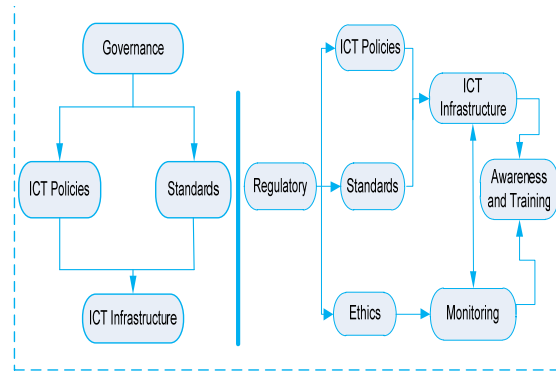 Governance
ICT Policies
Standards
ICT Infrastructure
Regulatory
ICT Policies
Standards
Ethics
ICT
Infrastructure
Monitoring
Awareness
and Training